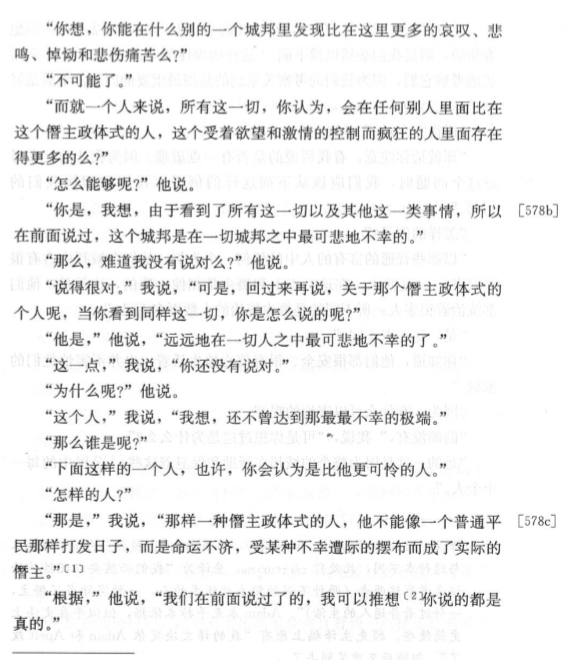 “你想，你能在什么别的一个城邦里发现比在这里更多的哀叹、悲
鸣、悼恸和悲伤痛苦么？”
“不可能了。”
“而就一个人来说，所有这一切，你认为，会在任何别人里面比在
这个僭主政体式的人，这个受着欲望和激情的控制而疯狂的人里面存在
得更多的么？”
“怎么能够呢？”他说。
“你是，我想，由于看到了所有这一切以及其他这一类事情，所以 [578b]
在前面说过，这个城邦是在一切城邦之中最可悲地不幸的。”
“那么，难道我没有说对么？”他说。
“说得很对。”我说，“可是，回过来再说，关于那个僭主政体式的
个人呢，当你看到同样这一切，你是怎么说的呢？”
“他是，”他说，“远远地在一切人之中最可悲地不幸的了。”
“这一点，”我说，“你还没有说对。”
“为什么呢？”他说。
“这个人，”我说，“我想，还不曾达到那最最不幸的极端。”
“那么谁是呢？”
“下面这样的一个人，也许，你会认为是比他更可怜的人。”
“怎样的人？”
“那是，”我说，“那样一种僭主政体式的人，他不能像一个普通平 [578c]
民那样打发日子，而是命运不济，受某种不幸遭际的摆布而成了实际的
僭主。”〔1〕
“根据，”他说，“我们在前面说过了的，我可以推想〔2〕你说的都是
真的。”